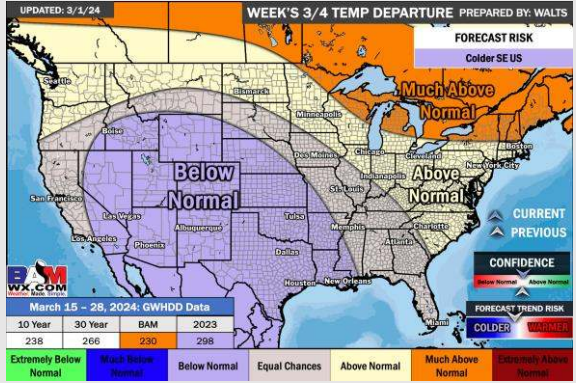 UPDATED: 3/1/24
WEEK'S 3/4 TEMP DEPARTURE PREPARED BY: WALTS
FORECAST RISK
Colder SE US
Seattle
Bismarck
Much Above
Normal
Minneapolis
Boise
Boston
Des Moines
Chicago
Cleveland
New York City
Below
Normal
Indianapolis
Above
Normal
St. Louis
San Francisco
Las Vegas
Tulsa
Memphis
Charlotte
CURRENT
PREVIOUS
Los Angeles
Albuquerque
Phoenix
Atlanta
Dallas
CONFIDENCE
Below Normal
Above Normal
BAM
WX.COM
Weather. Made. Simple.
Houston
New Orleans
Miami
March 15 – 28, 2024: GWHDD Data
10 Year 30 Year BAM 2023
238 266 230 298
FORECAST TREND RISK
COLDER WARMER
Extremely Below Normal
Much Below Normal
Below Normal
Equal Chances
Above Normal
Much Above Normal
Extremely Above Normal